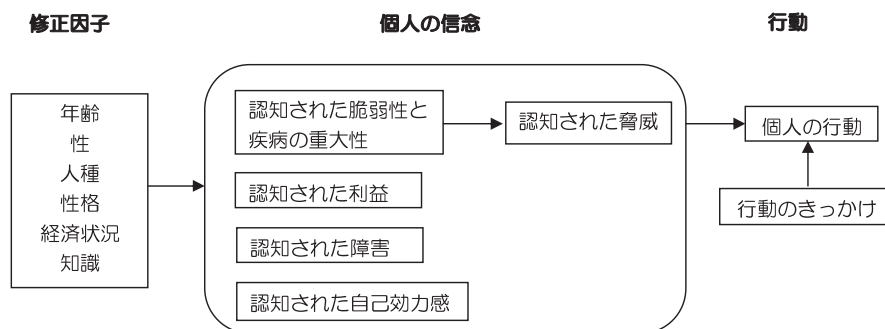 修正因子
個人の信念
行動
年齢
性
人種
性格
経済状況
知識
認知された脆弱性と
疾病の重大性
認知された脅威
認知された利益
認知された障害
認知された自己効力感
個人の行動
行動のきっかけ